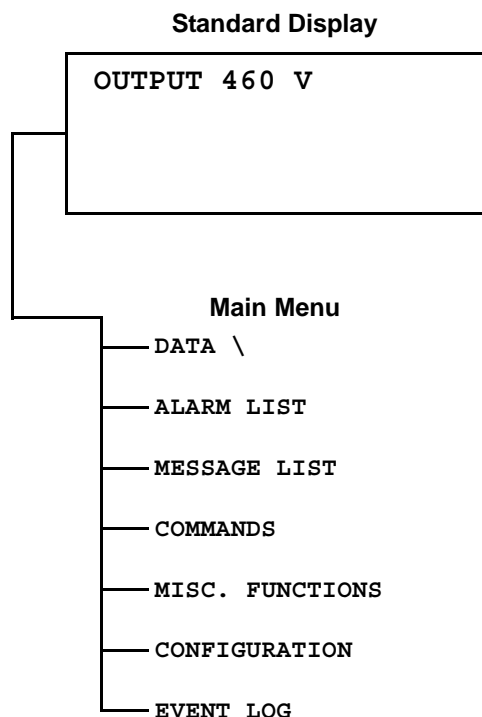 Standard Display
OUTPUT 460 V
Main Menu
DATA \
ALARM LIST
MESSAGE LIST
COMMANDS
MISC. FUNCTIONS
CONFIGURATION
EVENT LOG